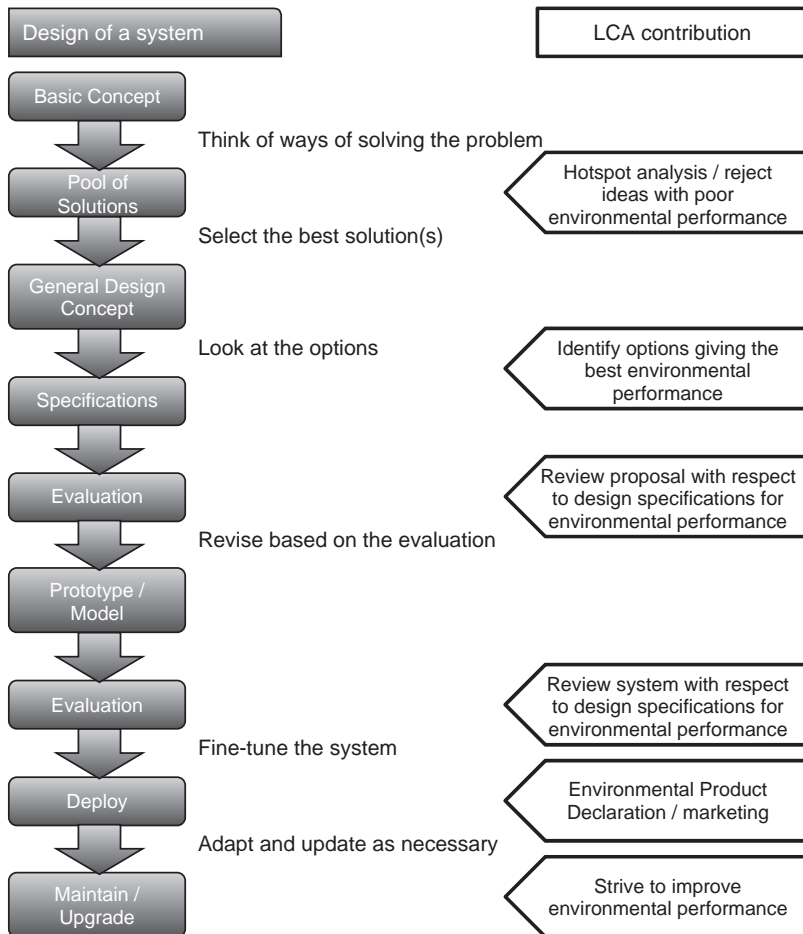 Design of a system
LCA contribution
Basic Concept
Think of ways of solving the problem
Pool of
Solutions
Hotspot analysis / reject
ideas with poor
environmental performance
Select the best solution(s)
General Design
Concept
Look at the options
Identify options giving the
best environmental
performance
Specifications
Evaluation
Review proposal with respect
to design specifications for
environmental performance
Revise based on the evaluation
Prototype /
Model
Evaluation
Review system with respect
to design specifications for
environmental performance
Fine-tune the system
Deploy
Environmental Product
Declaration / marketing
Adapt and update as necessary
Maintain /
Upgrade
Strive to improve
environmental performance